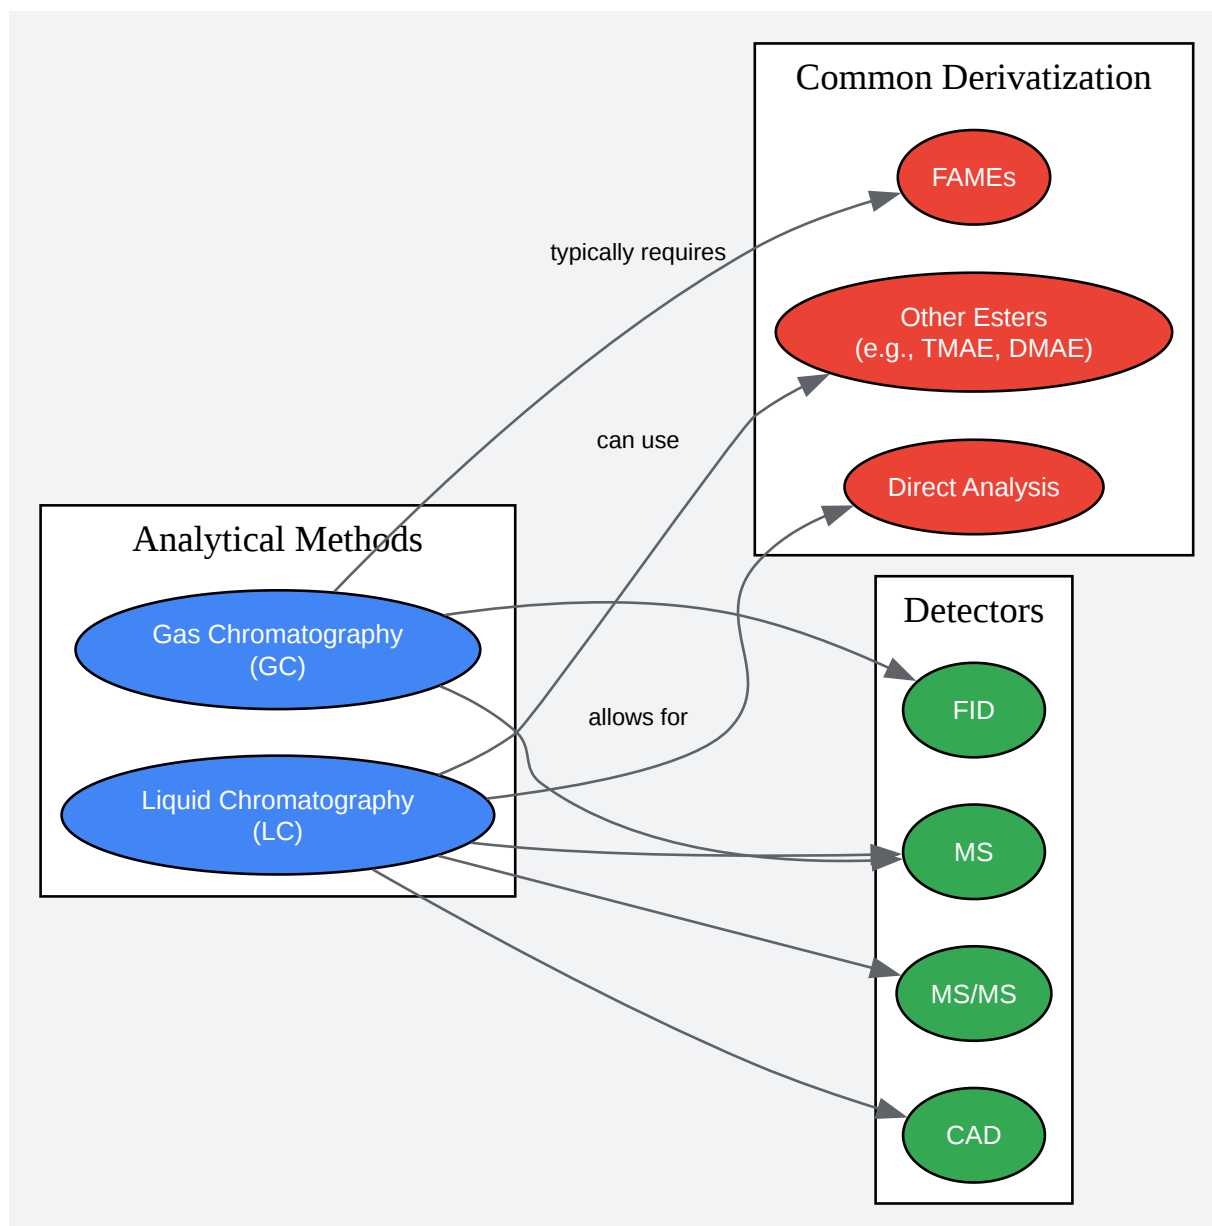 Common Derivatization
FAMEs
typically requires
Other Esters
(e.g., TMAE, DMAE)
can use
Direct Analysis
Analytical Methods
Gas Chromatography
(GC)
allows for
Liquid Chromatography
(LC)
Detectors
FID
MS
MS/MS
CAD